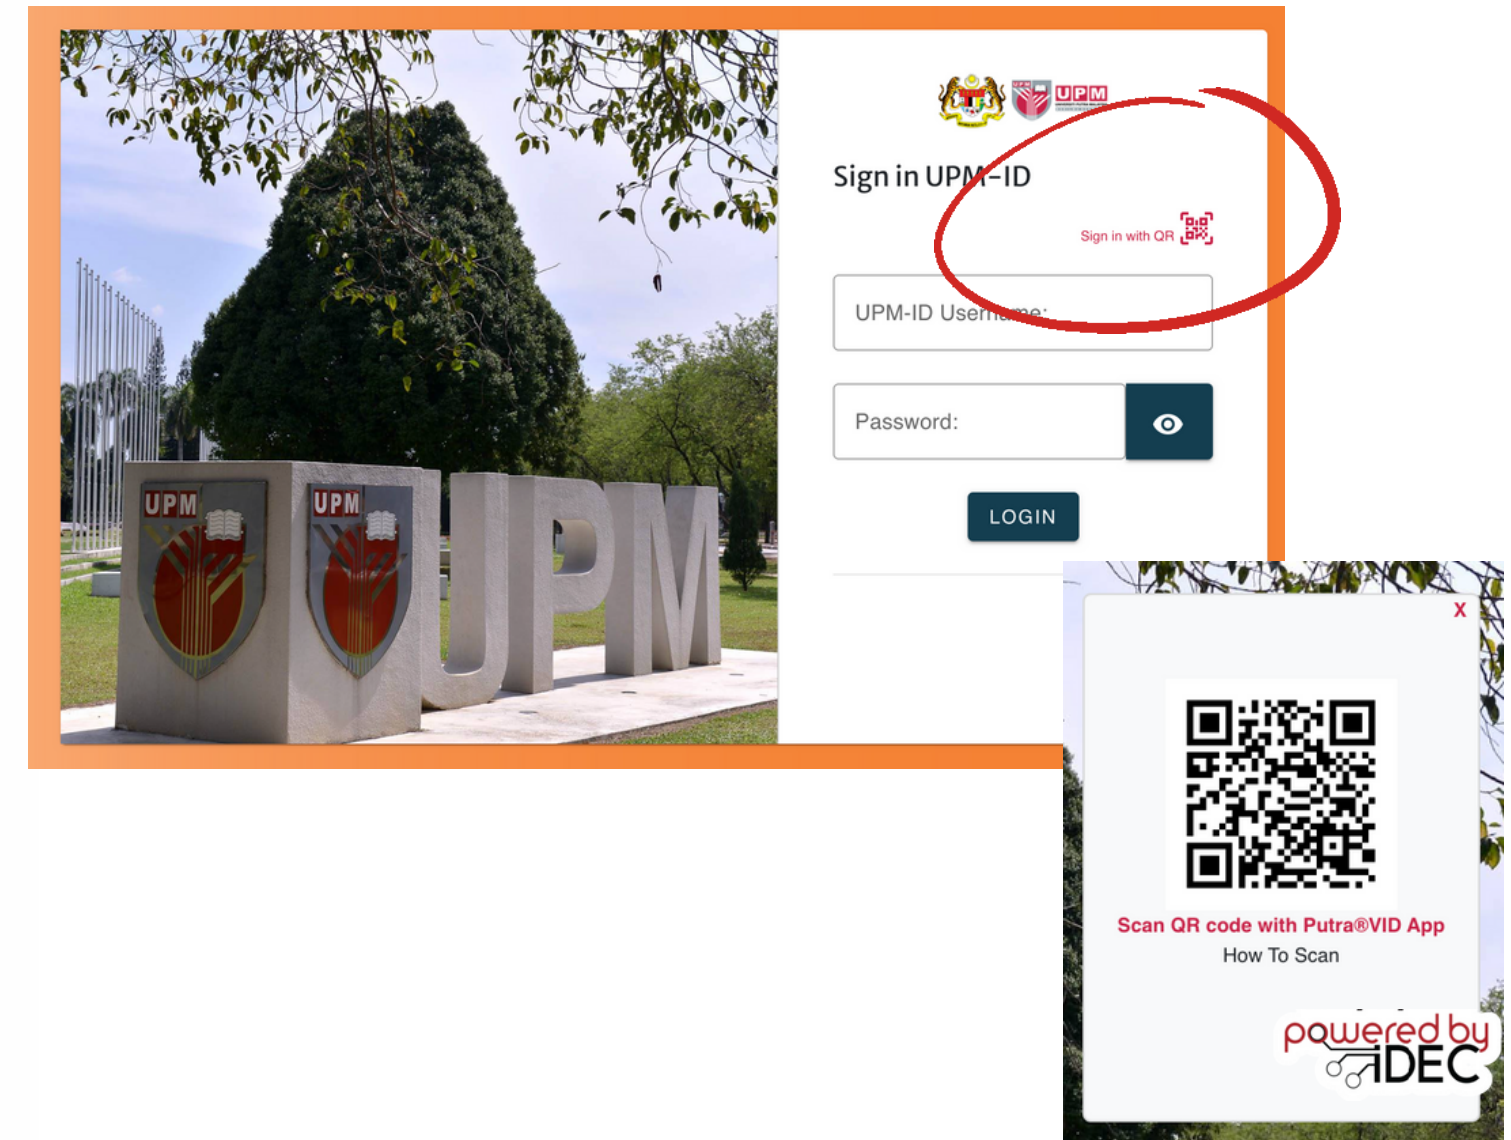 UPM
Sign in UPM-ID
Sign in with QR
UPM-ID Username:
Password:
LOGIN
UPM
UPM
UPM
X
Scan QR code with Putra®VID App
How To Scan
powered by
iDEC